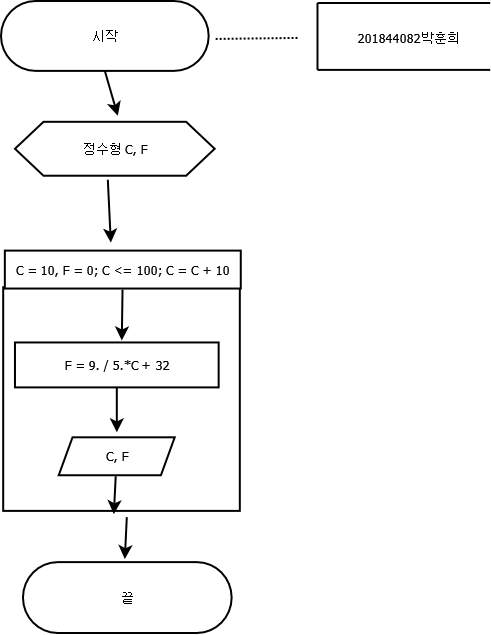 시작
201844082박훈희
정수형 C, F
C = 10, F = 0; C <= 100; C = C + 10
F = 9. / 5.*C + 32
C, F
끝